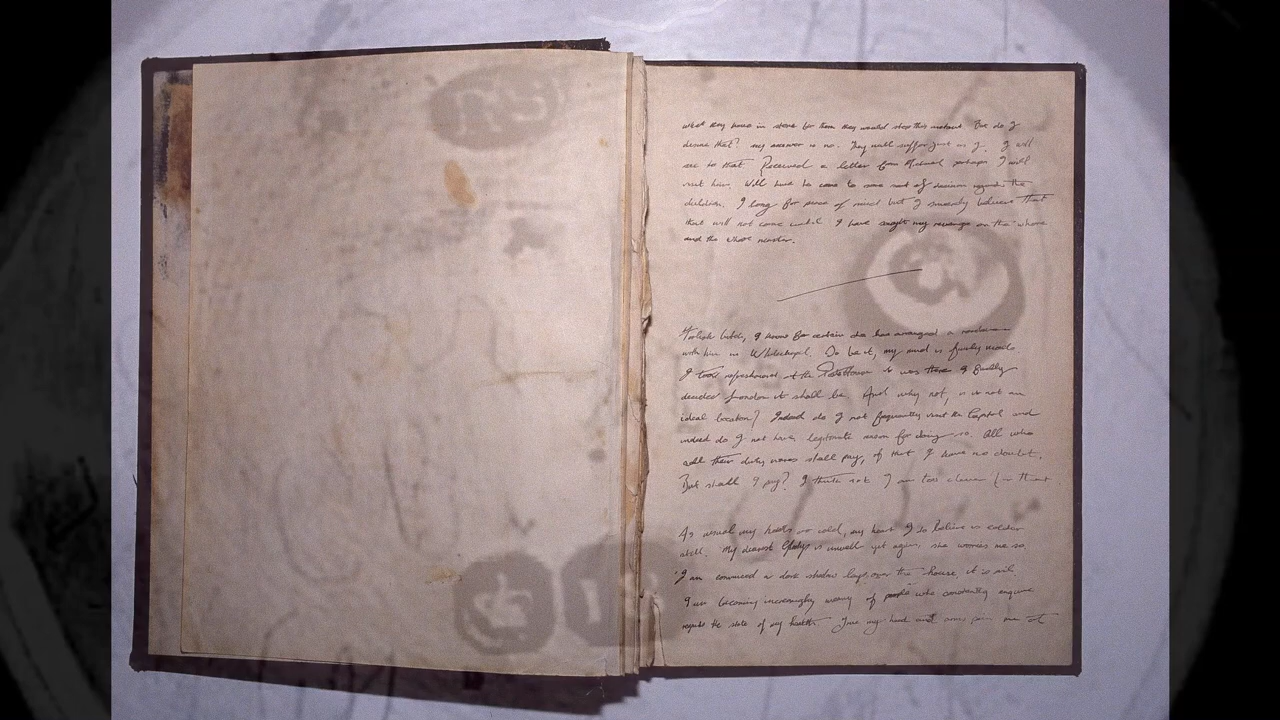 what they have in store for them they would stop this instant. But do I
desire that? my answer is no. They will suffer just as I. I will
see to that. Received a letter from Michael perhaps I will
visit him. Will have to come to some sort of decision regards the
children. I long for peace of mind but I sincerely believe that
that will not come until I have sought my revenge on the whore
and the whore master.
Foolish bitch, I know for certain she has arranged a rendezvous
with him in Whitechapel. So be it, my mind is firmly made
I took refreshment at the Poste House it was there I finally
decided London it shall be. And why not, is it not an
ideal location? Indeed do I not frequently visit the Capitol and
indeed do I not have legitimate reason for doing so. All who
sell their dirty wares shall pay, of that I have no doubt.
But shall I pay? I think not I am too clever for that
As usual my hands are cold, my heart I do believe is colder
still. My dearest Gladys is unwell yet again, she worries me so.
I am convinced a dark shadow lays over the house, it is evil.
I am becoming increasingly weary of people who constantly enquire
regards the state of my health. True my head and arms pain me at